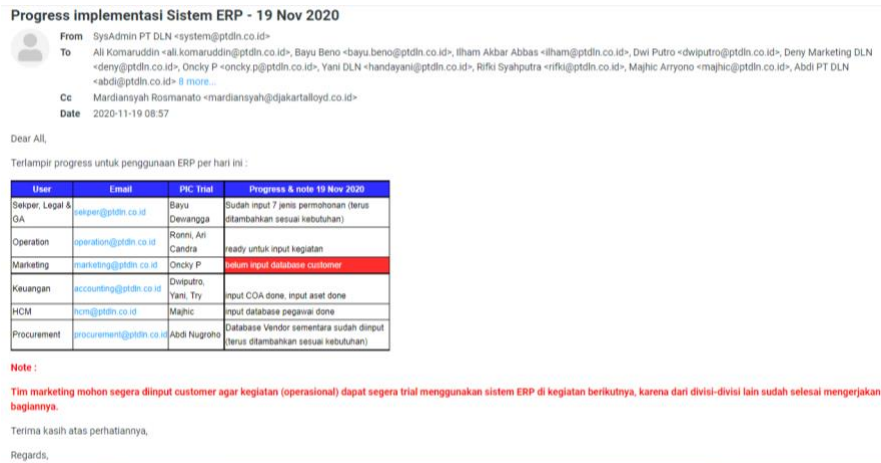 Progress implementasi Sistem ERP - 19 Nov 2020
From SysAdmin PT DLN <system@ptdln.co.id>
To Ali Komaruddin <ali.komaruddin@ptdln.co.id>, Bayu Beno <bayu.beno@ptdln.co.id>, Ilham Akbar Abbas <ilham@ptdln.co.id>, Dwi Putro <dwiputro@ptdln.co.id>, Deny Marketing DLN
<deny@ptdln.co.id>, Oncky P <oncky.p@ptdln.co.id>, Yani DLN <handayani@ptdln.co.id>, Rifki Syahputra <rifki@ptdln.co.id>, Majhic Arryono <majhic@ptdln.co.id>, Abdi PT DLN
<abdi@ptdln.co.id> 8 more...
Cc Mardiansyah Rosmanato <mardiansyah@djakartalloyd.co.id>
Date 2020-11-19 08:57
Dear All,
Terlampir progress untuk penggunaan ERP per hari ini :
User Email PIC Trial Progress & note 19 Nov 2020
Sekper, Legal & GA sekper@ptdln.co.id Bayu Dewangga Sudah input 7 jenis permohonan (terus ditambahkan sesuai kebutuhan)
Operation operation@ptdln.co.id Ronni, Ari Candra ready untuk input kegiatan
Marketing marketing@ptdln.co.id Oncky P belum input database customer
Keuangan accounting@ptdln.co.id Dwiputro, Yani, Try input COA done, input aset done
HCM hcm@ptdln.co.id Majhic input database pegawai done
Procurement procurement@ptdln.co.id Abdi Nugroho Database Vendor sementara sudah diinput (terus ditambahkan sesuai kebutuhan)
Note :
Tim marketing mohon segera diinput customer agar kegiatan (operasional) dapat segera trial menggunakan sistem ERP di kegiatan berikutnya, karena dari divisi-divisi lain sudah selesai mengerjakan
bagiannya.
Terima kasih atas perhatiannya,
Regards,